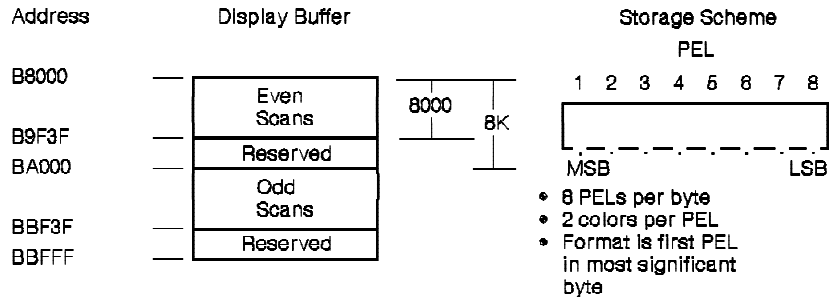 Address Display Buffer Storage Scheme
PEL
B8000 1 2 3 4 5 6 7 8
Even
Scans
8000
8K
B9F3F
Reserved
BA000 MSB LSB
Odd
Scans
• 8 PELs per byte
• 2 colors per PEL
BBF3F
• Format is first PEL
in most significant
byte
Reserved
BBFFF